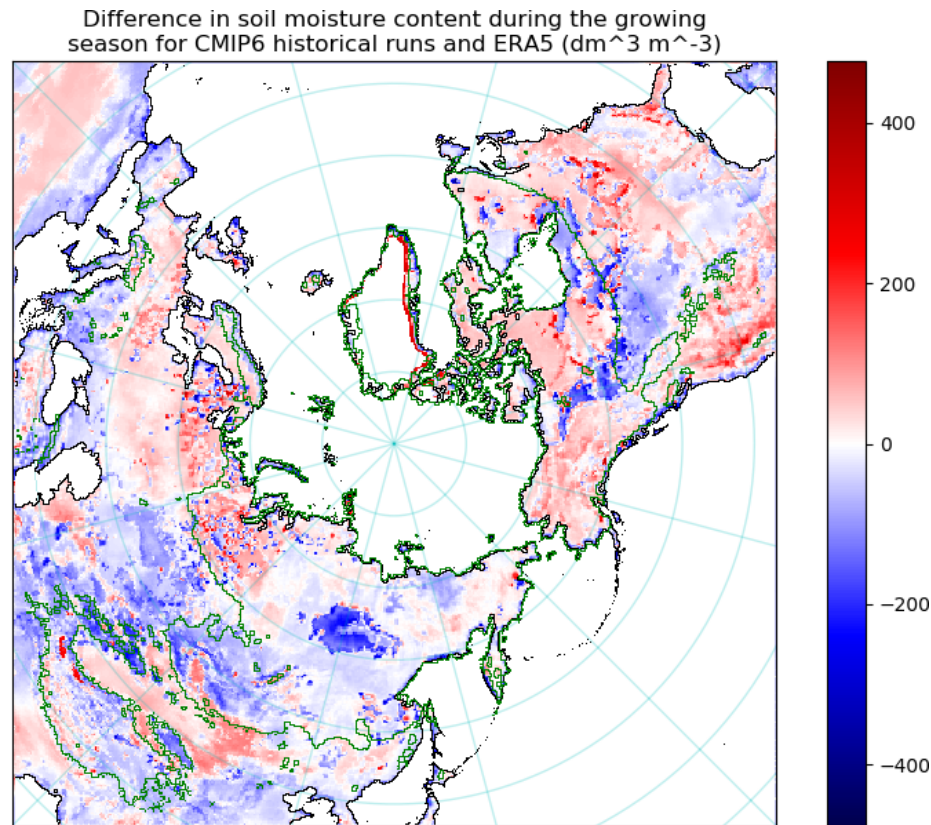 Difference in soil moisture content during the growing
season for CMIP6 historical runs and ERA5 (dm^3 m^-3)
400
200
0
−200
−400